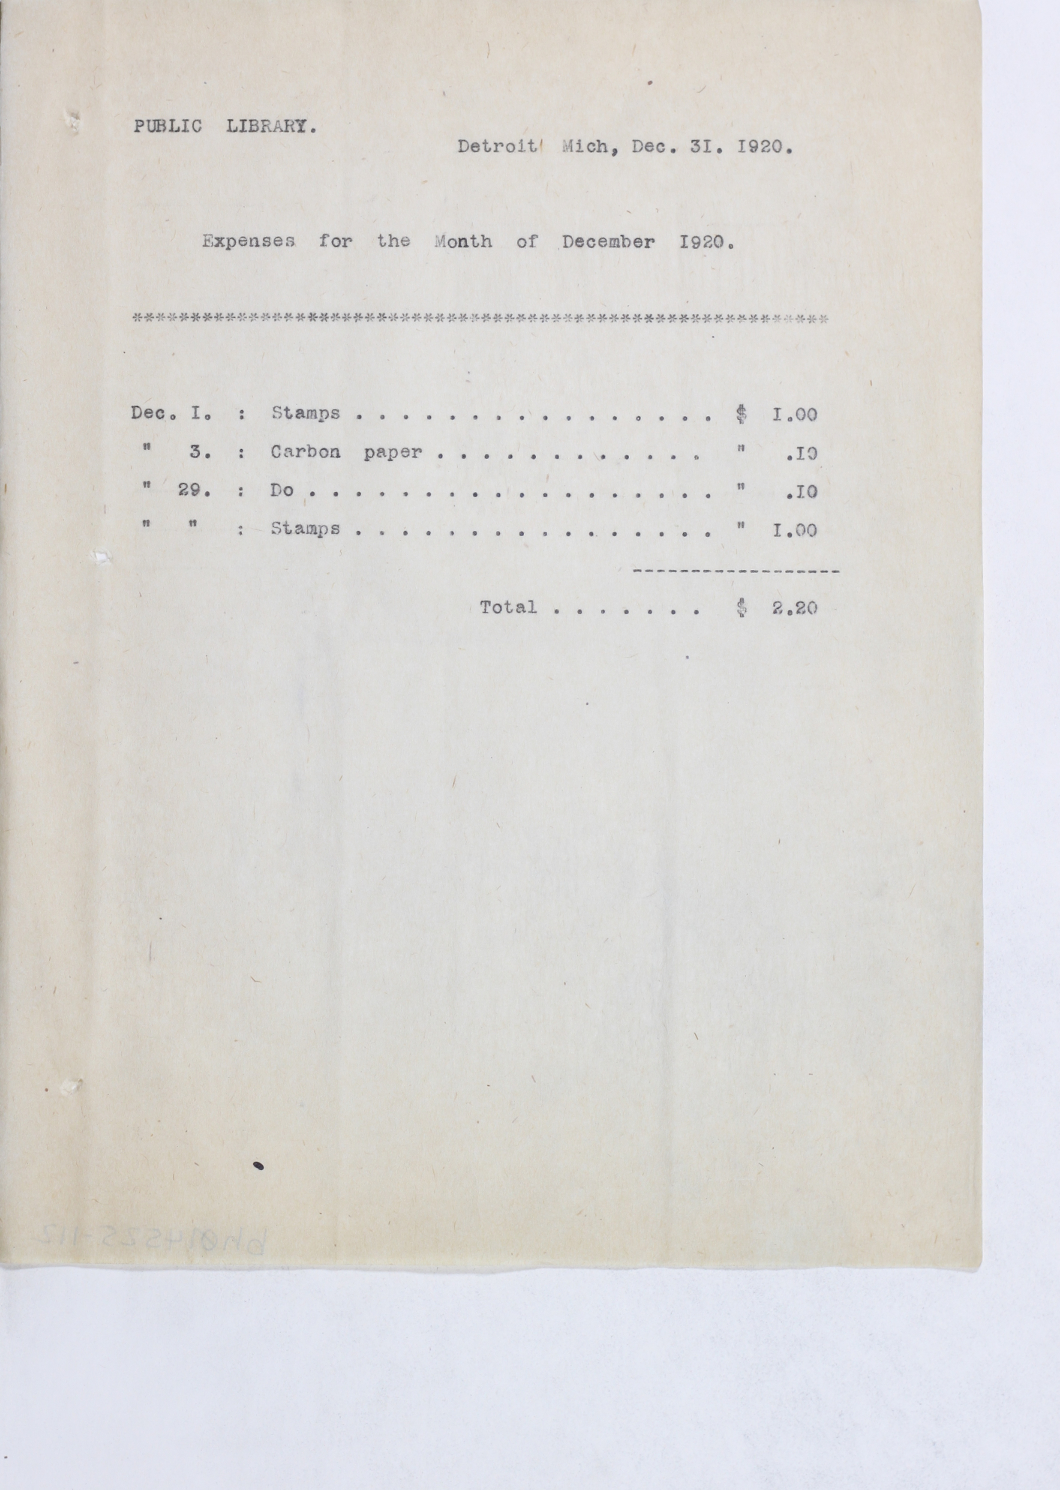 PUBLIC LIBRARY.
Detroit' Mich, Dec. 3I. I920.
Expenses for the Month of December I920.
************************************************************
Dec. I. : Stamps . . . . . . . . . . . . . . . . $ I.00
" 3. : Carbon paper . . . . . . . . . . . . " .I0
" 29. : Do . . . . . . . . . . . . . . . . . . " .I0
" " : Stamps . . . . . . . . . . . . . . . . " I.00
------------------
Total . . . . . . . $ 2.20